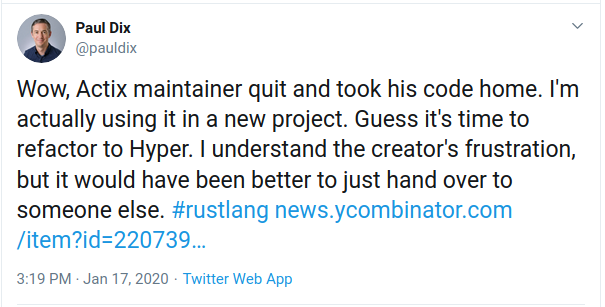 Paul Dix
@pauldix
Wow, Actix maintainer quit and took his code home. I'm
actually using it in a new project. Guess it's time to
refactor to Hyper. I understand the creator's frustration,
but it would have been better to just hand over to
someone else. #rustlang news.ycombinator.com
/item?id=220739…
3:19 PM · Jan 17, 2020 · Twitter Web App